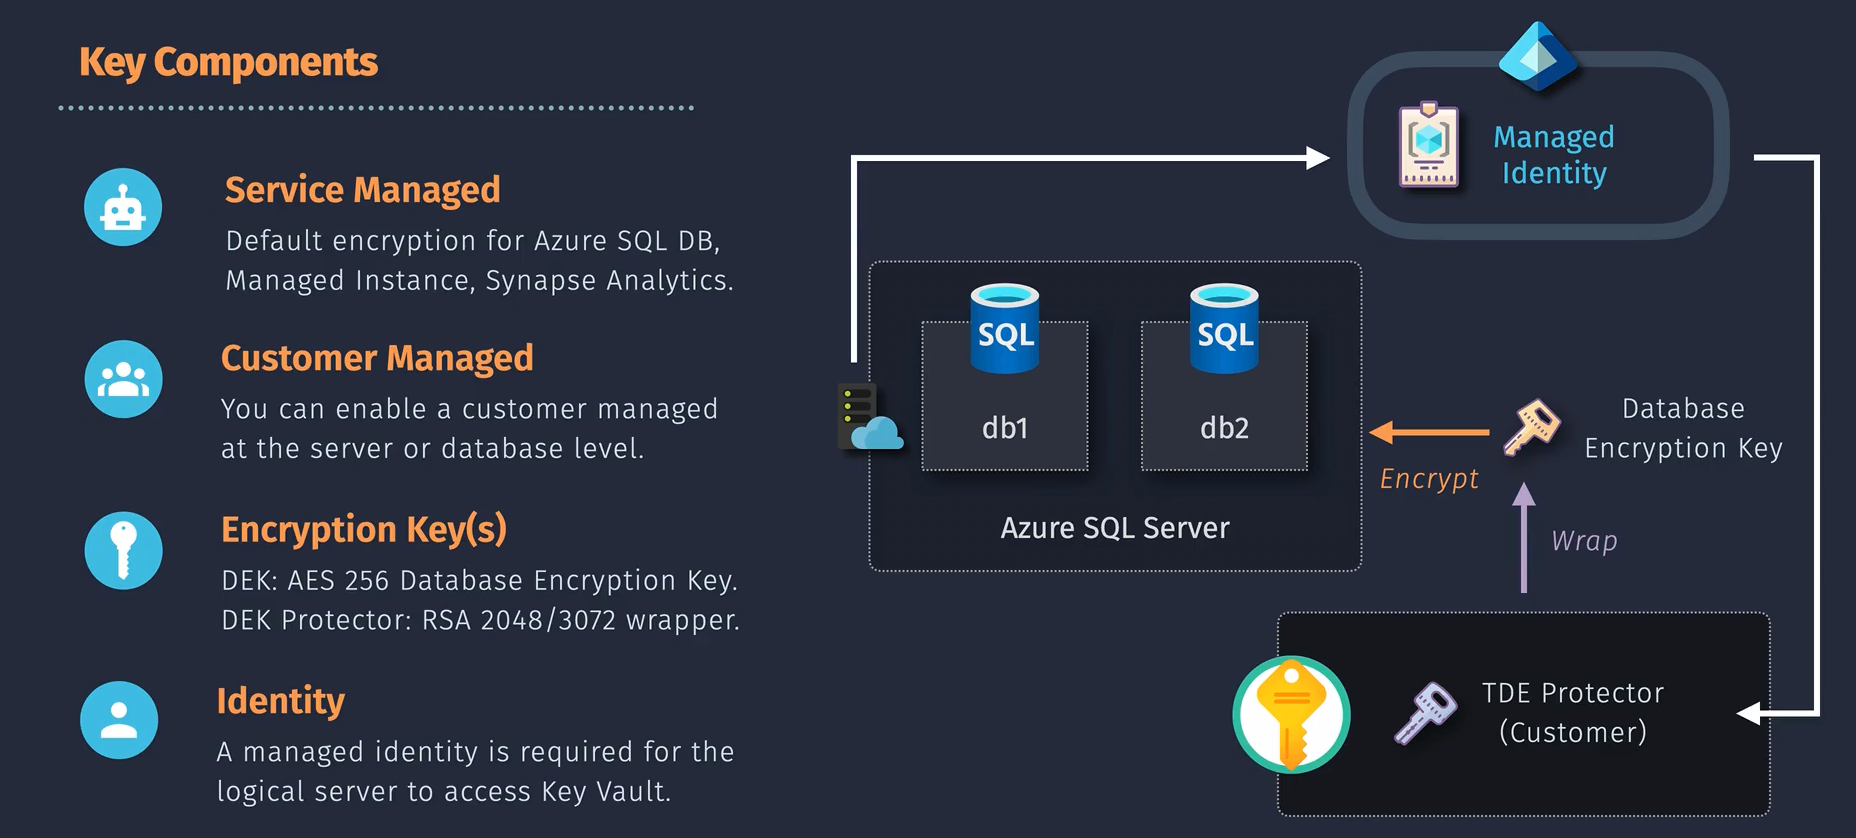 Key Components
Service Managed
Default encryption for Azure SQL DB,
Managed Instance, Synapse Analytics.
Customer Managed
You can enable a customer managed
at the server or database level.
Encryption Key(s)
DEK: AES 256 Database Encryption Key.
DEK Protector: RSA 2048/3072 wrapper.
Identity
A managed identity is required for the
logical server to access Key Vault.
Managed
Identity
SQL
SQL
db1
db2
Azure SQL Server
Encrypt
Database
Encryption Key
Wrap
TDE Protector
(Customer)